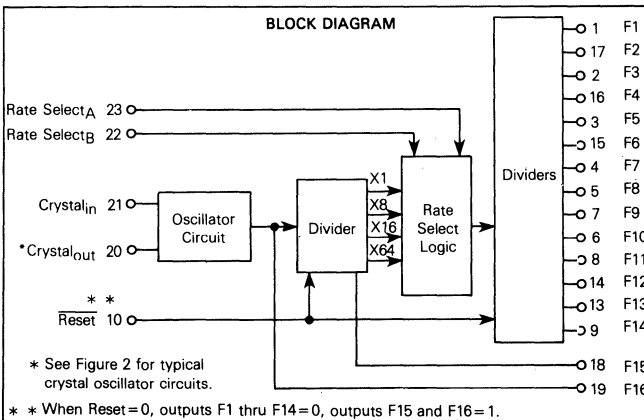 BLOCK DIAGRAM
1 F1
17 F2
2 F3
Rate SelectA 23
16 F4
3 F5
Rate SelectB 22
15 F6
X1
4 F7
Dividers
X8
5 F8
Crystalin 21
Oscillator
Circuit
Divider
Rate
Select
Logic
7 F9
X16
6 F10
*Crystalout 20
X64
8 F11
14 F12
* *
13 F13
Reset 10
9 F14
* See Figure 2 for typical
crystal oscillator circuits.
18 F15
19 F16
* * When Reset=0, outputs F1 thru F14=0, outputs F15 and F16=1.